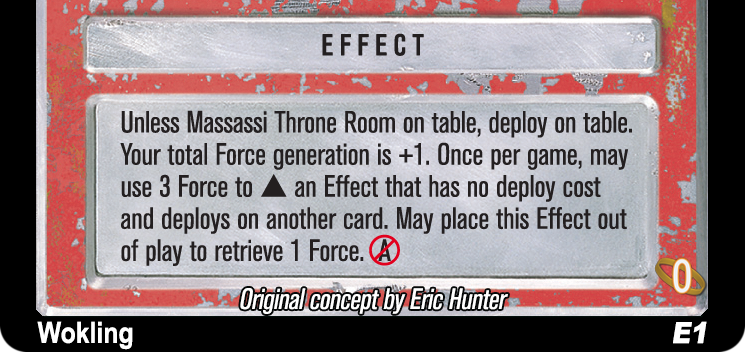 EFFECT
Unless Massassi Throne Room on table, deploy on table.
Your total Force generation is +1. Once per game, may
use 3 Force to ▲ an Effect that has no deploy cost
and deploys on another card. May place this Effect out
of play to retrieve 1 Force. A
0
Original concept by Eric Hunter
Wokling E1